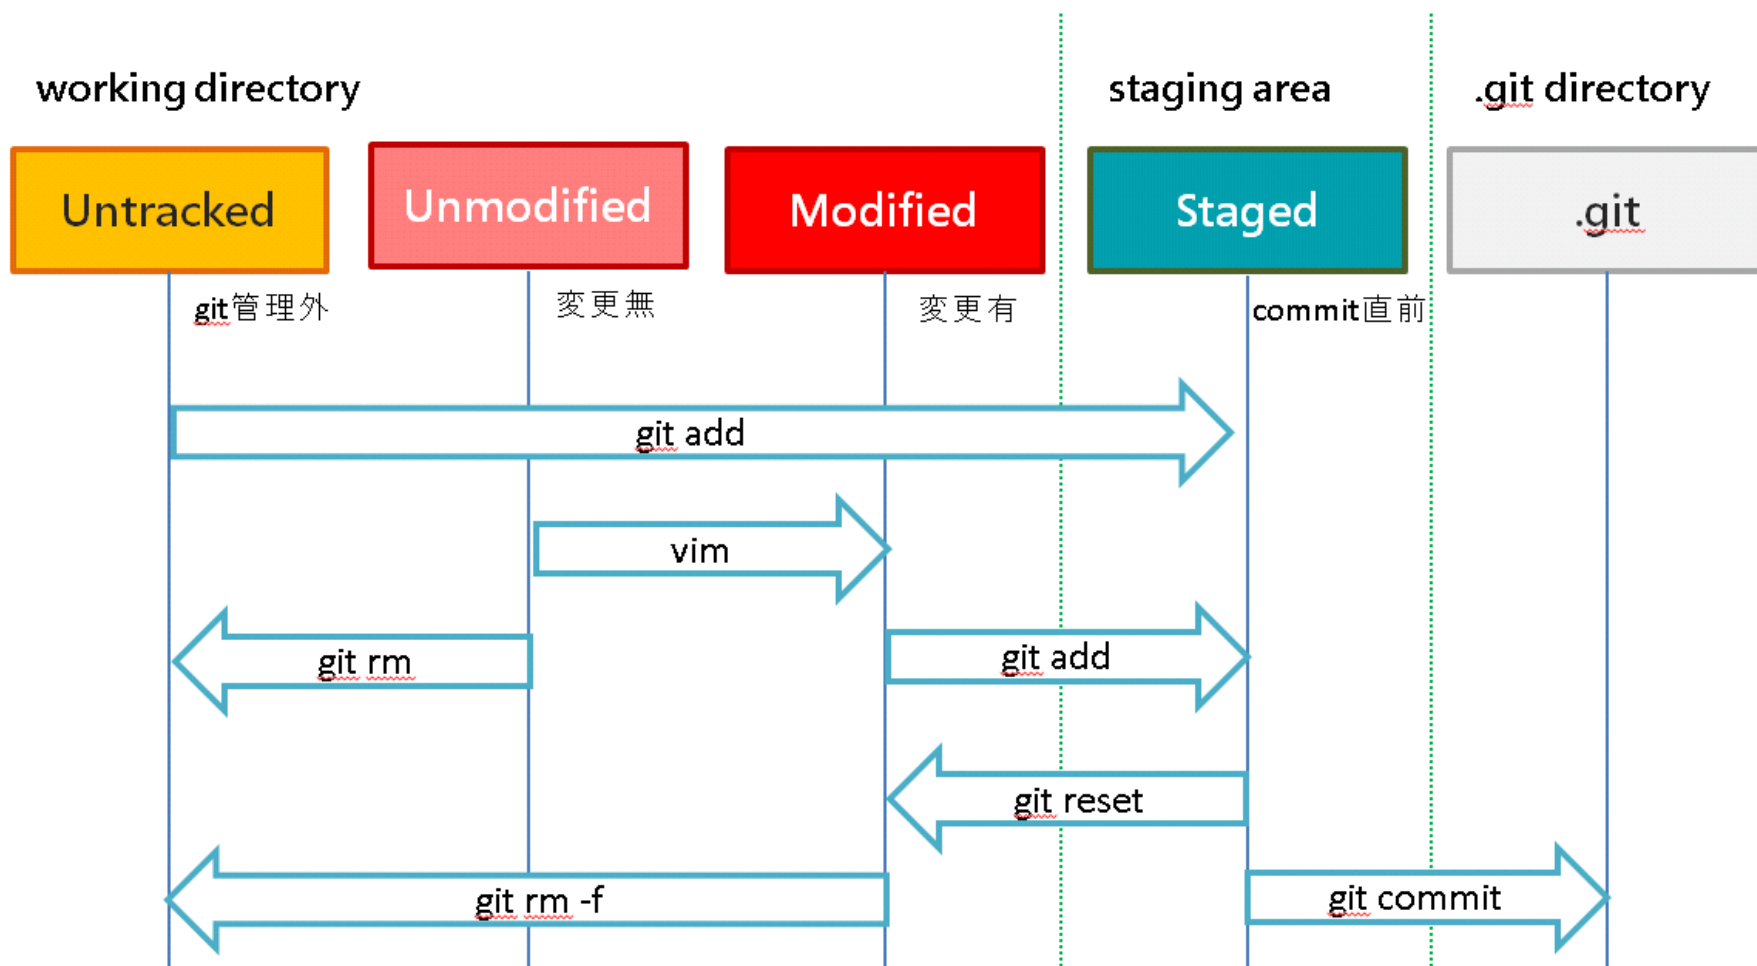 working directory
staging area
.git directory
Untracked
Unmodified
Modified
Staged
.git
git管理外
変更無
変更有
commit直前
git add
vim
git rm
git add
git reset
git rm -f
git commit